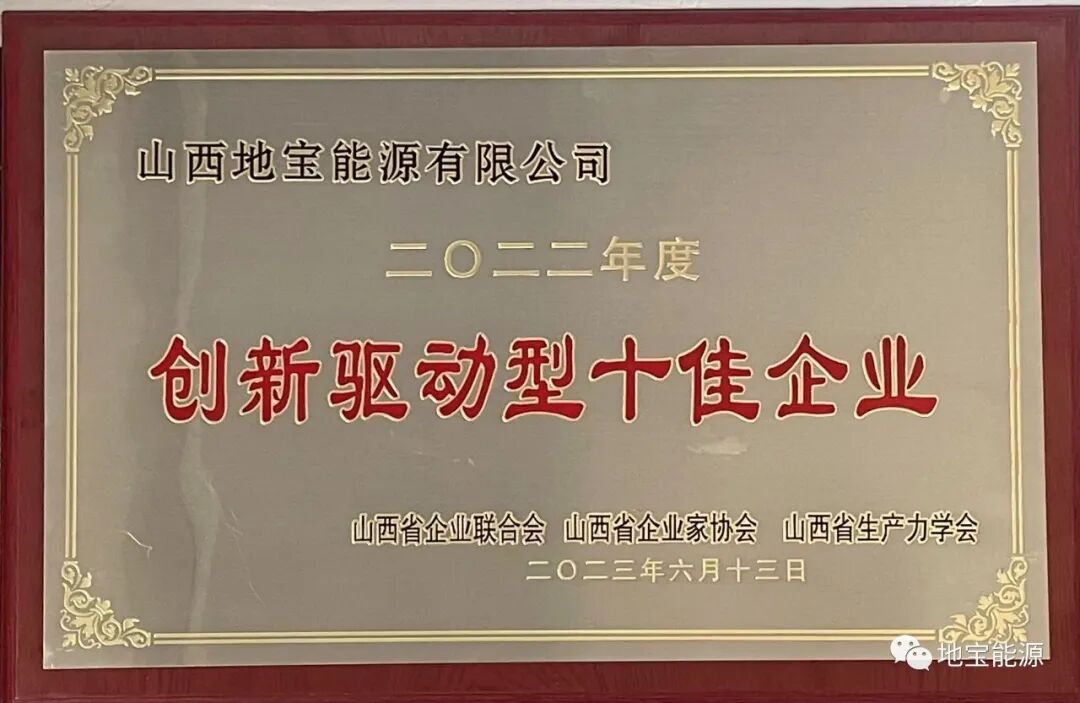 山西地宝能源有限公司
二〇二二年度
创新驱动型十佳企业
山西省企业联合会 山西省企业家协会 山西省生产力学会
二〇二三年六月十三日
地宝能源